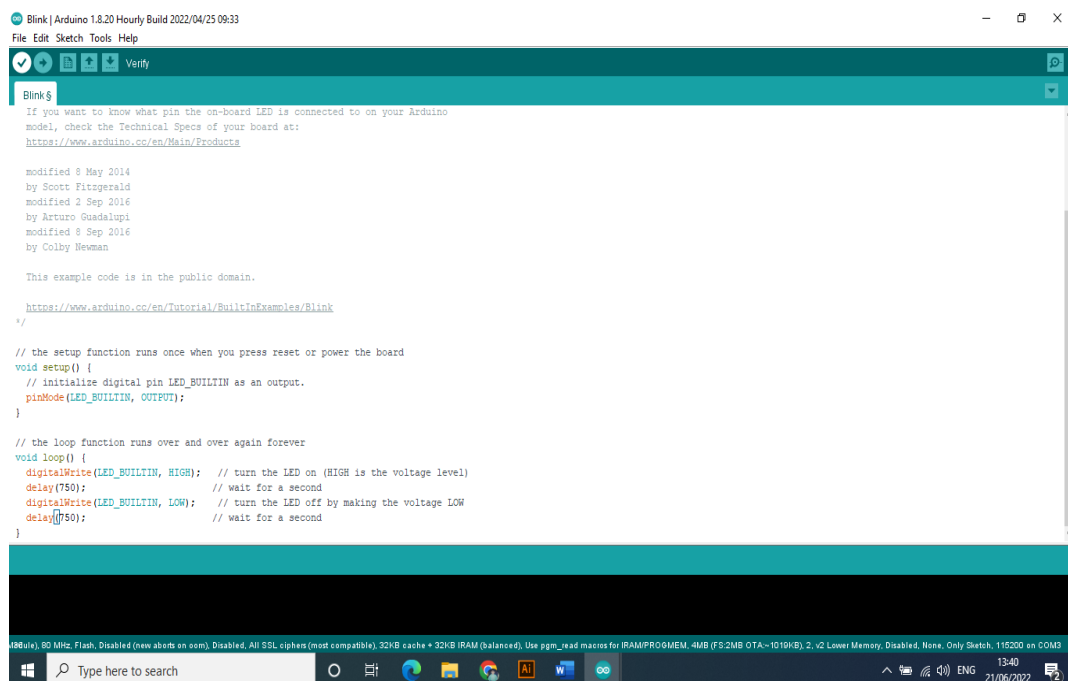 Blink | Arduino 1.8.20 Hourly Build 2022/04/25 09:33
File Edit Sketch Tools Help
Verify
Blink §
If you want to know what pin the on-board LED is connected to on your Arduino
model, check the Technical Specs of your board at:
https://www.arduino.cc/en/Main/Products
modified 8 May 2014
by Scott Fitzgerald
modified 2 Sep 2016
by Arturo Guadalupi
modified 8 Sep 2016
by Colby Newman
This example code is in the public domain.
https://www.arduino.cc/en/Tutorial/BuiltInExamples/Blink
*/
// the setup function runs once when you press reset or power the board
void setup() {
// initialize digital pin LED_BUILTIN as an output.
pinMode(LED_BUILTIN, OUTPUT);
}
// the loop function runs over and over again forever
void loop() {
digitalWrite(LED_BUILTIN, HIGH); // turn the LED on (HIGH is the voltage level)
delay(750); // wait for a second
digitalWrite(LED_BUILTIN, LOW); // turn the LED off by making the voltage LOW
delay(750); // wait for a second
}
80 MHz, Flash, Disabled (new aborts on oom), Disabled, All SSL ciphers (most compatible), 32KB cache + 32KB IRAM (balanced), Use pgm_read macros for IRAM/PROGMEM, 4MB (FS:2MB OTA:~1019KB), 2, v2 Lower Memory, Disabled, None, Only Sketch, 115200 on COM3
Type here to search
Ai
W
ENG
13:40
21/06/2022